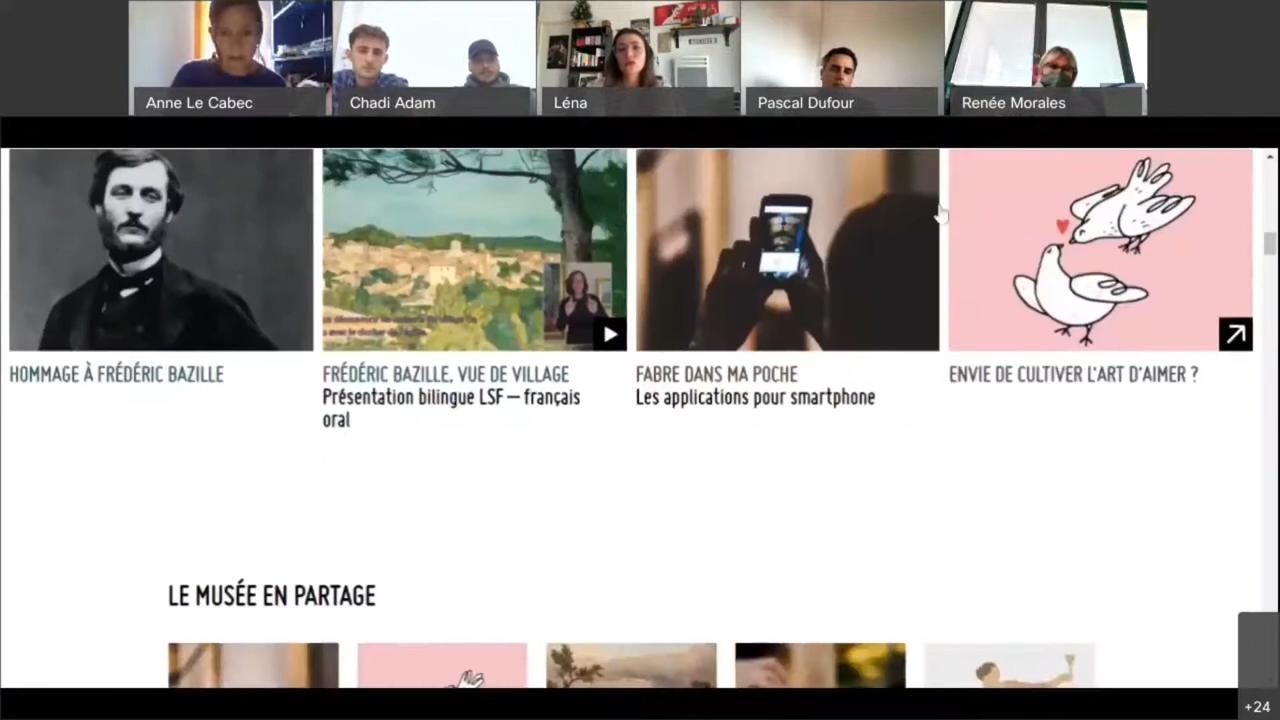 Anne Le Cabec
Chadi Adam
Léna
Pascal Dufour
Renée Morales
HOMMAGE À FRÉDÉRIC BAZILLE
FRÉDÉRIC BAZILLE, VUE DE VILLAGE
Présentation bilingue LSF – français
oral
FABRE DANS MA POCHE
Les applications pour smartphone
ENVIE DE CULTIVER L'ART D'AIMER ?
LE MUSÉE EN PARTAGE
+24